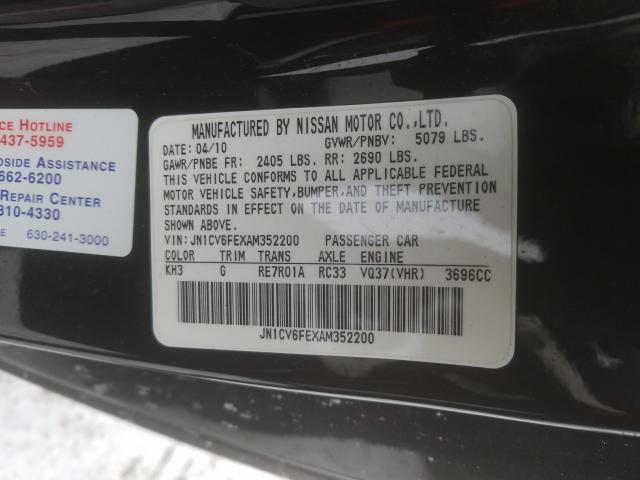 CE HOTLINE
437-5959
DSIDE ASSISTANCE
662-6200
REPAIR CENTER
810-4330
E 630-241-3000
MANUFACTURED BY NISSAN MOTOR CO.,LTD.
DATE: 04/10 GVWR/PNBV: 5079 LBS.
GAWR/PNBE FR: 2405 LBS. RR: 2690 LBS.
THIS VEHICLE CONFORMS TO ALL APPLICABLE FEDERAL
MOTOR VEHICLE SAFETY,BUMPER,AND THEFT PREVENTION
STANDARDS IN EFFECT ON THE DATE OF MANUFACTURE
SHOWN ABOVE.
VIN: JN1CV6FEXAM352200 PASSENGER CAR
COLOR TRIM TRANS AXLE ENGINE
KH3 G RE7R01A RC33 VQ37(VHR) 3696CC
JN1CV6FEXAM352200